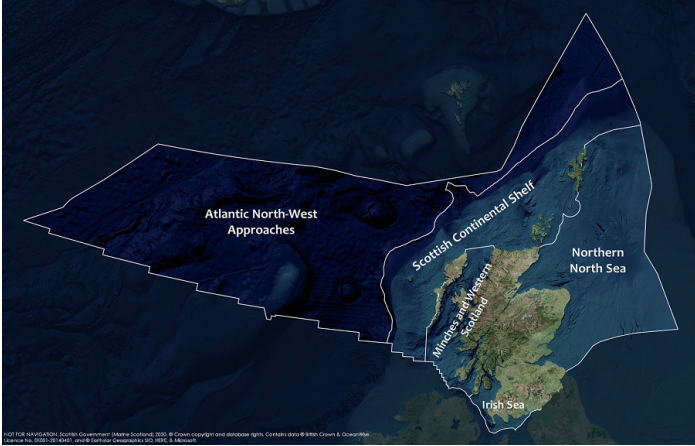 Atlantic North-West
Approaches
Scottish Continental Shelf
Northern
North Sea
Minches and Western
Scotland
Irish Sea
NOT FOR NAVIGATION. Scottish Government (Marine Scotland) 2020. © Crown copyright and database rights. Contains data © British Crown & OceanWise.
Licence No. EK001-20140401. and © Earthstar Geographics SIO, HERE, & Microsoft.